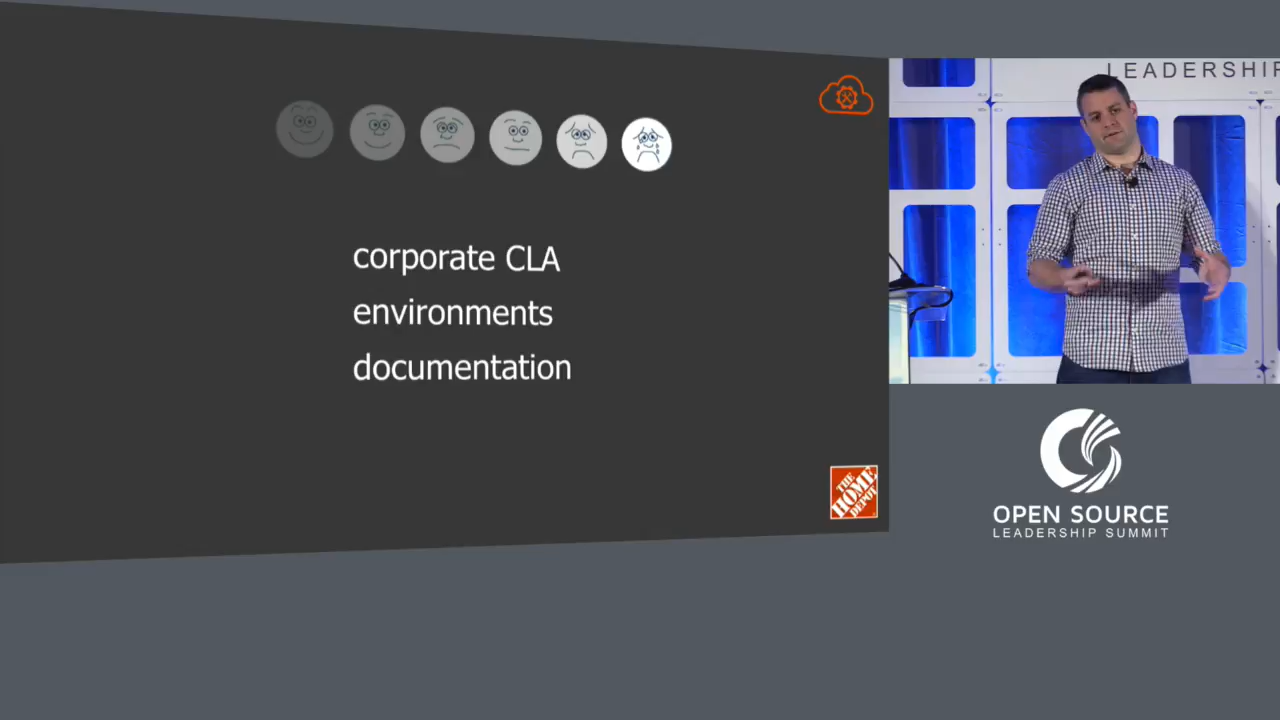 corporate CLA
environments
documentation
THE
HOME
DEPOT
LEADERSHIP
OPEN SOURCE
LEADERSHIP SUMMIT